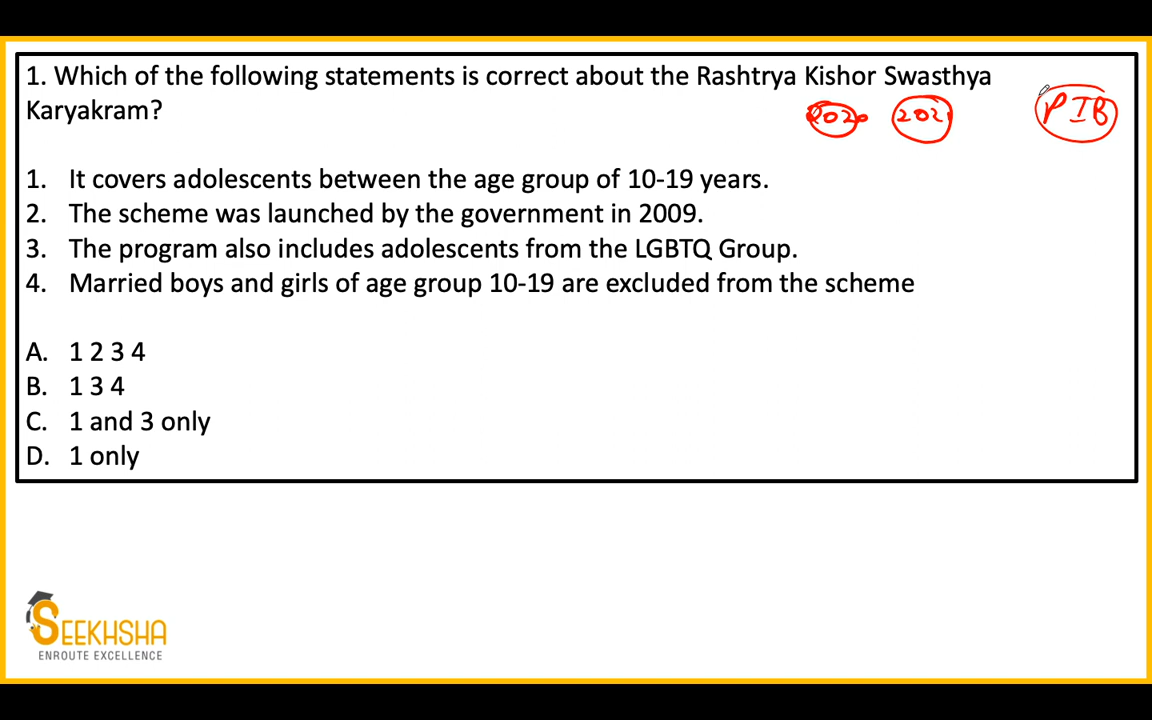 1. Which of the following statements is correct about the Rashtrya Kishor Swasthya
Karyakram?
2020 2021 PIB
1. It covers adolescents between the age group of 10-19 years.
2. The scheme was launched by the government in 2009.
3. The program also includes adolescents from the LGBTQ Group.
4. Married boys and girls of age group 10-19 are excluded from the scheme
A. 1 2 3 4
B. 1 3 4
C. 1 and 3 only
D. 1 only
SEEKHSHA
ENROUTE EXCELLENCE